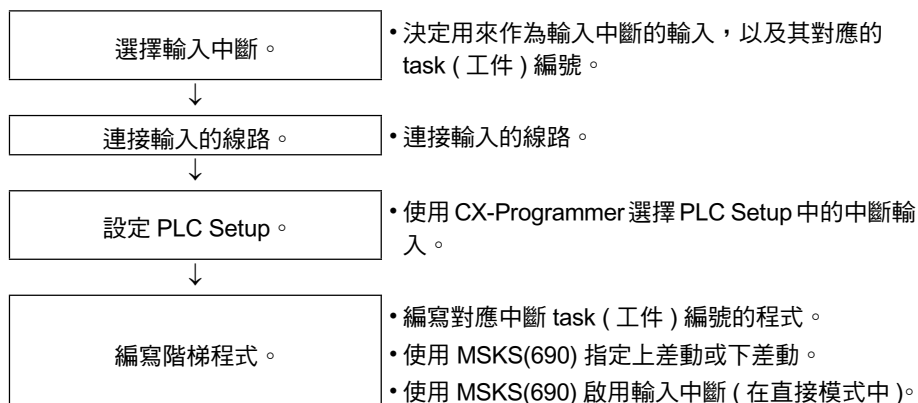 選擇輸入中斷。
• 決定用來作為輸入中斷的輸入，以及其對應的
task ( 工件 ) 編號。
↓
連接輸入的線路。
• 連接輸入的線路。
↓
設定 PLC Setup。
• 使用 CX-Programmer 選擇 PLC Setup 中的中斷輸
入。
↓
編寫階梯程式。
• 編寫對應中斷 task ( 工件 ) 編號的程式。
• 使用 MSKS(690) 指定上差動或下差動。
• 使用 MSKS(690) 啟用輸入中斷 ( 在直接模式中 )。